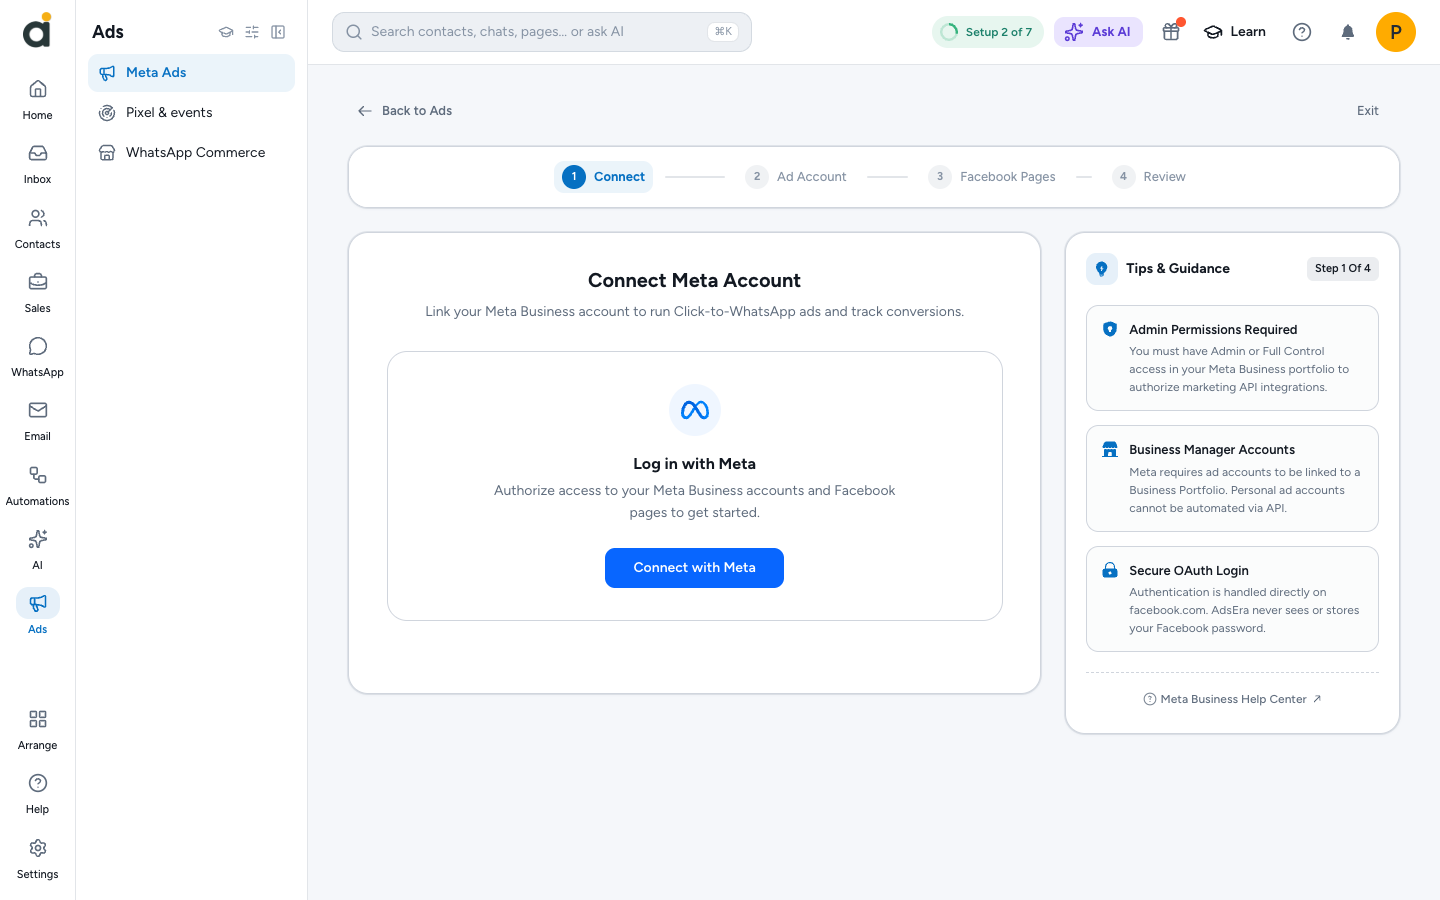 Ads
Search contacts, chats, pages... or ask AI
⌘K
Setup 2 of 7
Ask AI
Learn
P
Home
Inbox
Contacts
Sales
WhatsApp
Email
Automations
AI
Ads
Arrange
Help
Settings
Meta Ads
Pixel & events
WhatsApp Commerce
Back to Ads
Exit
1 Connect
2 Ad Account
3 Facebook Pages
4 Review
Connect Meta Account
Link your Meta Business account to run Click-to-WhatsApp ads and track conversions.
Log in with Meta
Authorize access to your Meta Business accounts and Facebook
pages to get started.
Connect with Meta
Tips & Guidance
Step 1 Of 4
Admin Permissions Required
You must have Admin or Full Control
access in your Meta Business portfolio to
authorize marketing API integrations.
Business Manager Accounts
Meta requires ad accounts to be linked to a
Business Portfolio. Personal ad accounts
cannot be automated via API.
Secure OAuth Login
Authentication is handled directly on
facebook.com. AdsEra never sees or stores
your Facebook password.
Meta Business Help Center ↗